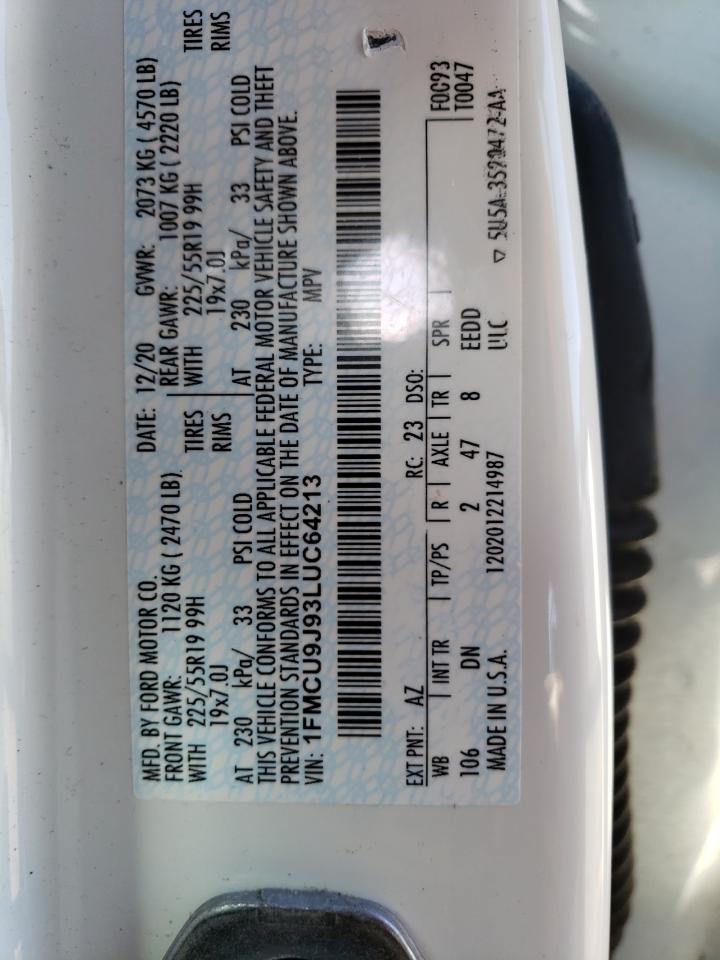 MFD. BY FORD MOTOR CO. DATE: 12/20 GVWR: 2073 KG ( 4570 LB)
FRONT GAWR: 1120 KG ( 2470 LB) REAR GAWR: 1007 KG ( 2220 LB)
WITH 225/55R19 99H TIRES WITH 225/55R19 99H TIRES
19x7.0J RIMS 19x7.0J RIMS
AT 230 kPa/ 33 PSI COLD AT 230 kPa/ 33 PSI COLD
THIS VEHICLE CONFORMS TO ALL APPLICABLE FEDERAL MOTOR VEHICLE SAFETY AND THEFT
PREVENTION STANDARDS IN EFFECT ON THE DATE OF MANUFACTURE SHOWN ABOVE.
VIN: 1FMCU9J93LUC64213 TYPE: MPV
EXT PNT: AZ RC: 23 DSO: F0C93
WB INT TR TP/PS R AXLE TR SPR T0047
106 DN 2 47 8 EEDD
MADE IN U.S.A. 1202012214987 ULC